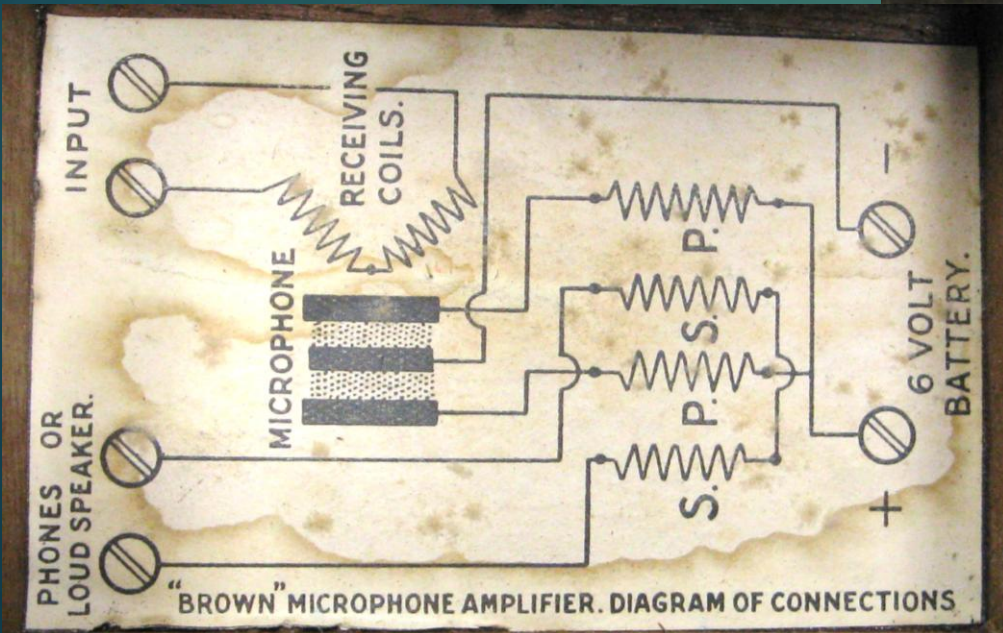 INPUT
RECEIVING
COILS.
MICROPHONE
PHONES OR
LOUD SPEAKER.
P.
S.
P.
S.
-
+
6 VOLT
BATTERY.
"BROWN" MICROPHONE AMPLIFIER. DIAGRAM OF CONNECTIONS